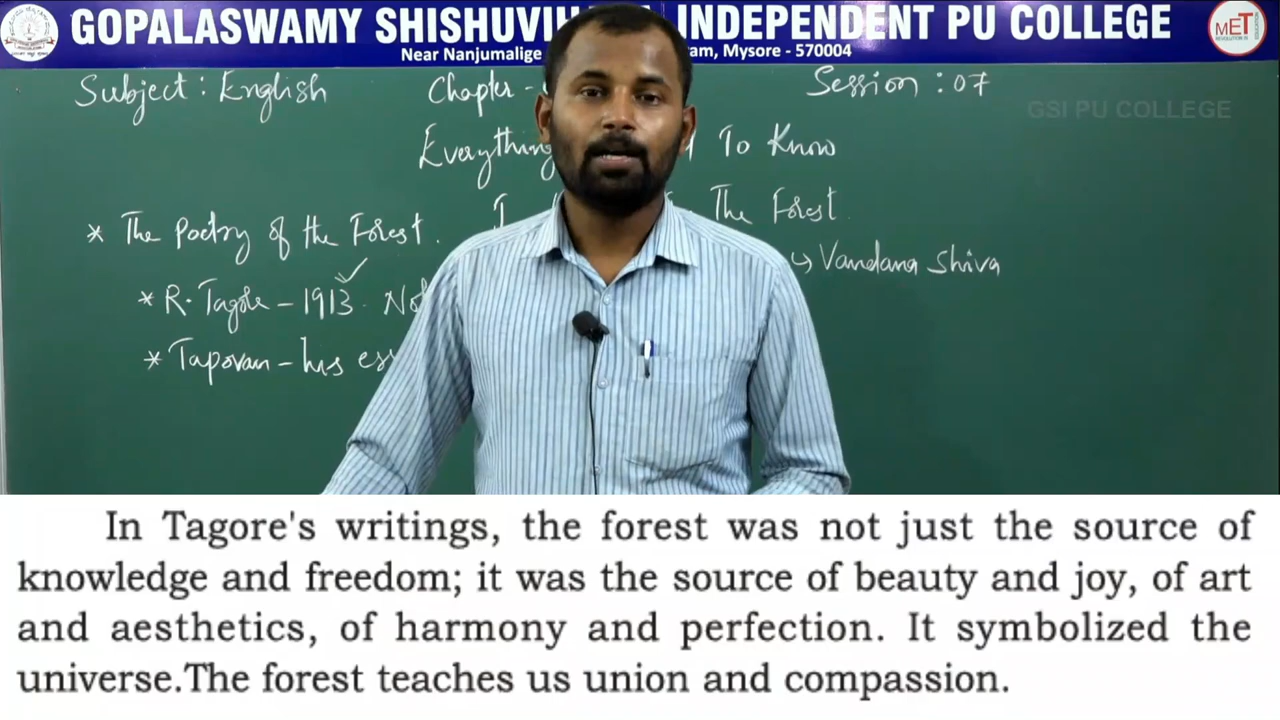 GOPALASWAMY SHISHUVIH INDEPENDENT PU COLLEGE
Near Nanjumalige am, Mysore - 570004
MET
Subject : English Chapter - Session : 07
GSI PU COLLEGE
Everything To Know
* The Poetry of the Forest. I The Forest
Vandana Shiva
* R. Tagore - 1913.
* Tapovan - his
In Tagore's writings, the forest was not just the source of
knowledge and freedom; it was the source of beauty and joy, of art
and aesthetics, of harmony and perfection. It symbolized the
universe.The forest teaches us union and compassion.